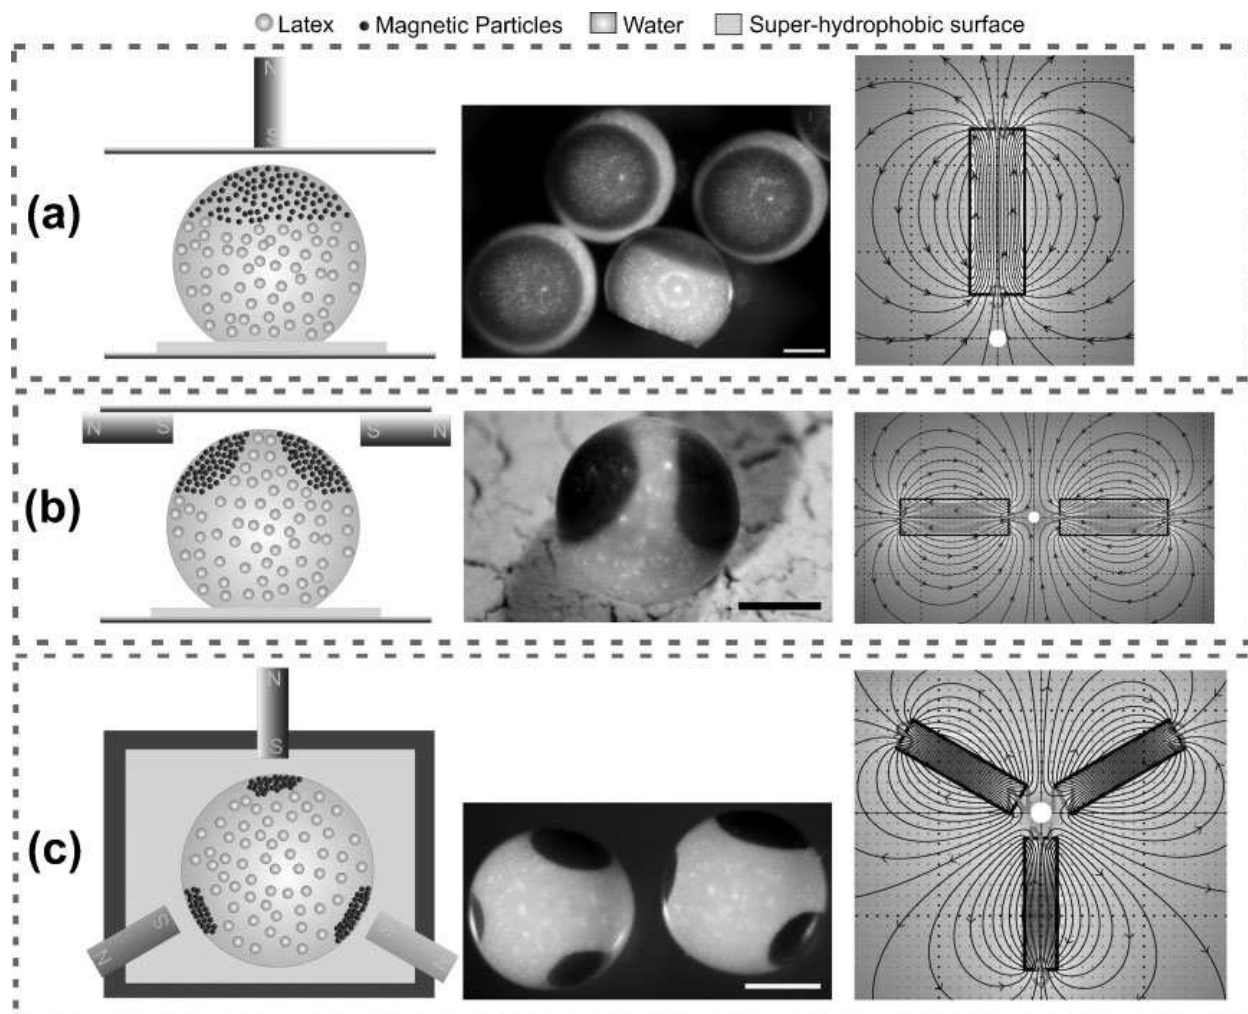 Latex Magnetic Particles Water Super-hydrophobic surface
N
S
(a)
N S S N
(b)
N
S
(c)
S
N